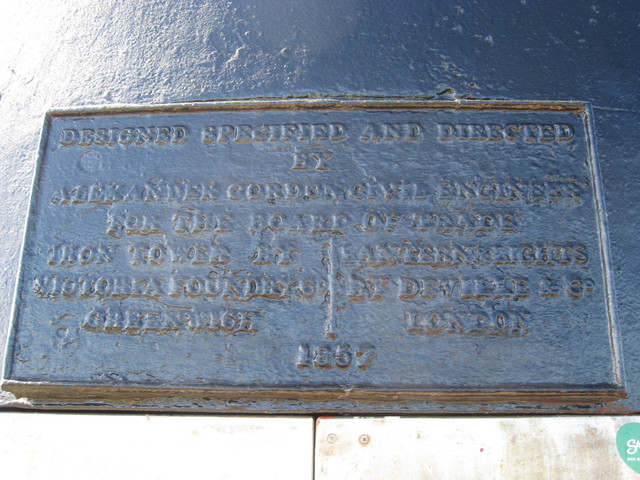 DESIGNED SPECIFIED AND DIRECTED
BY
ALEXANDER GORDON, CIVIL ENGINEER
FOR THE BOARD OF TRADE
IRON TOWER BY
VICTORIA FOUNDRY Co
GREENWICH
LANTERN & LIGHTS
BY DEVILLE & Co
LONDON
1857